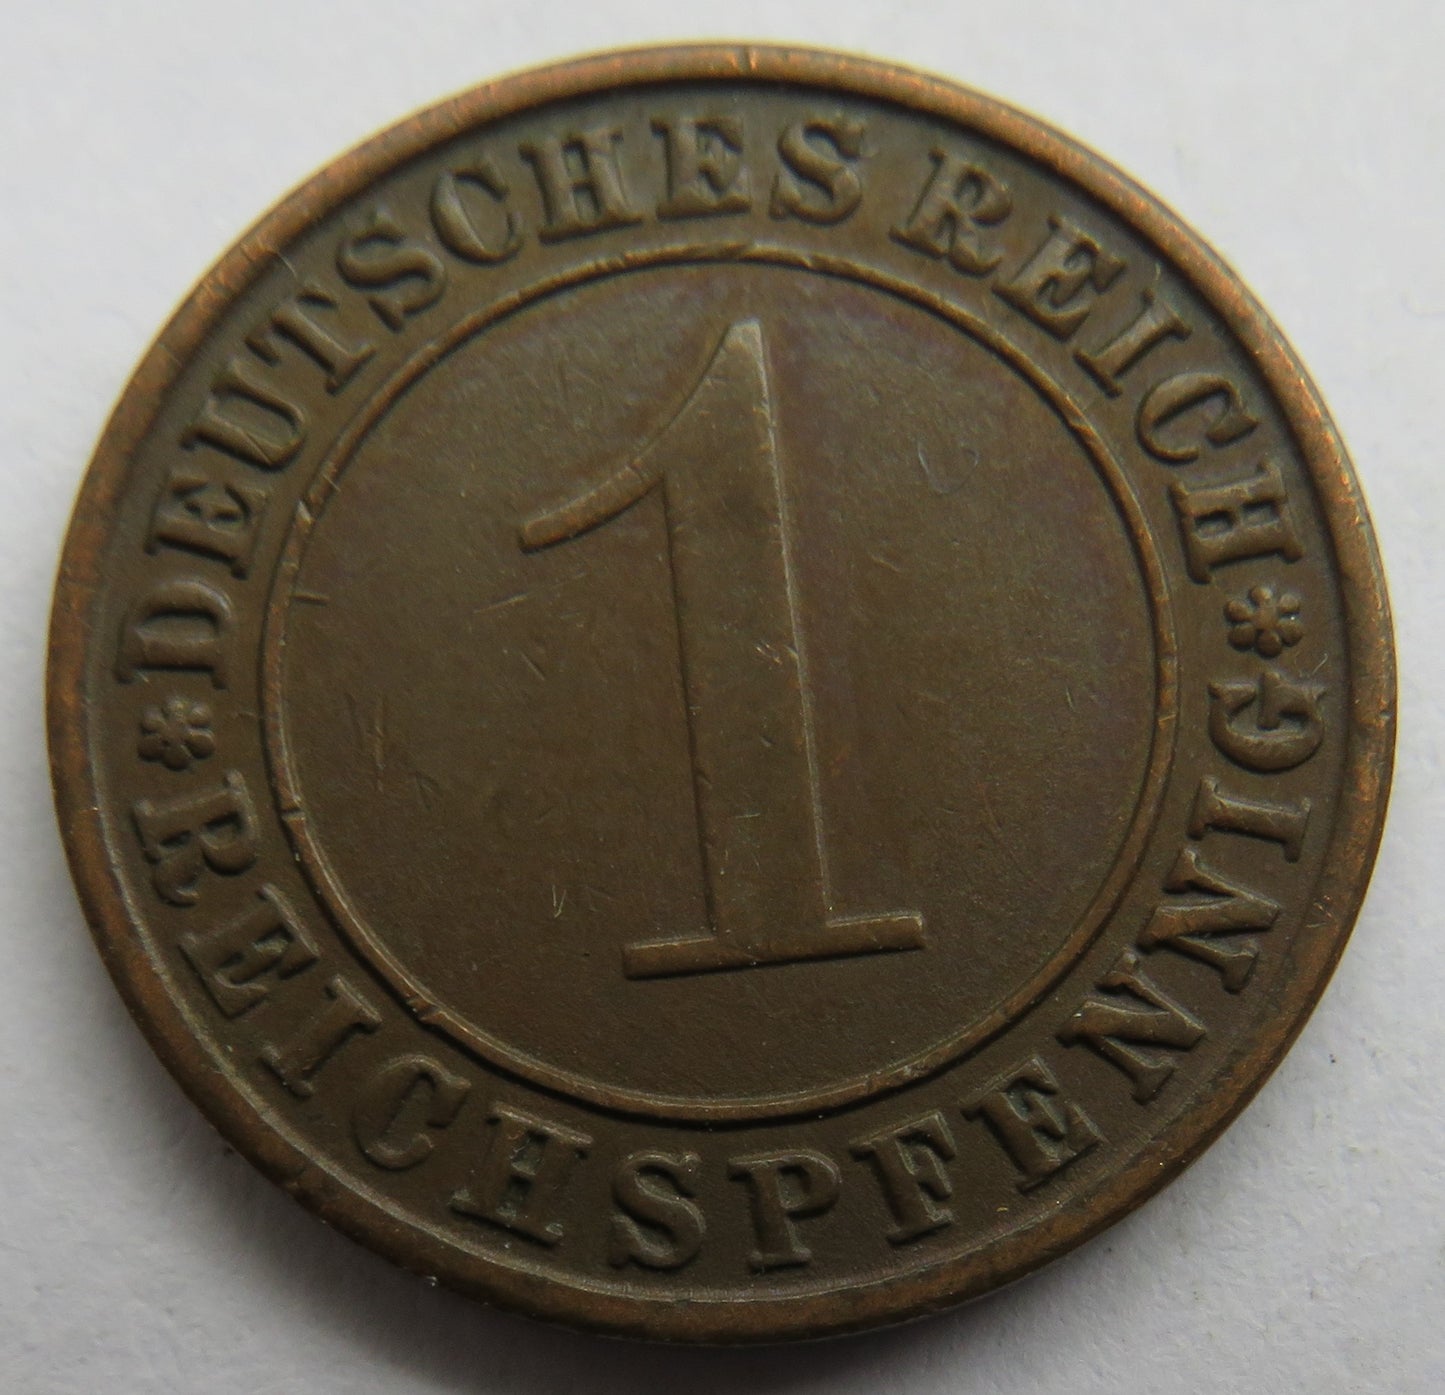 DEUTSCHES REICH
1
REICHSPFENNIG